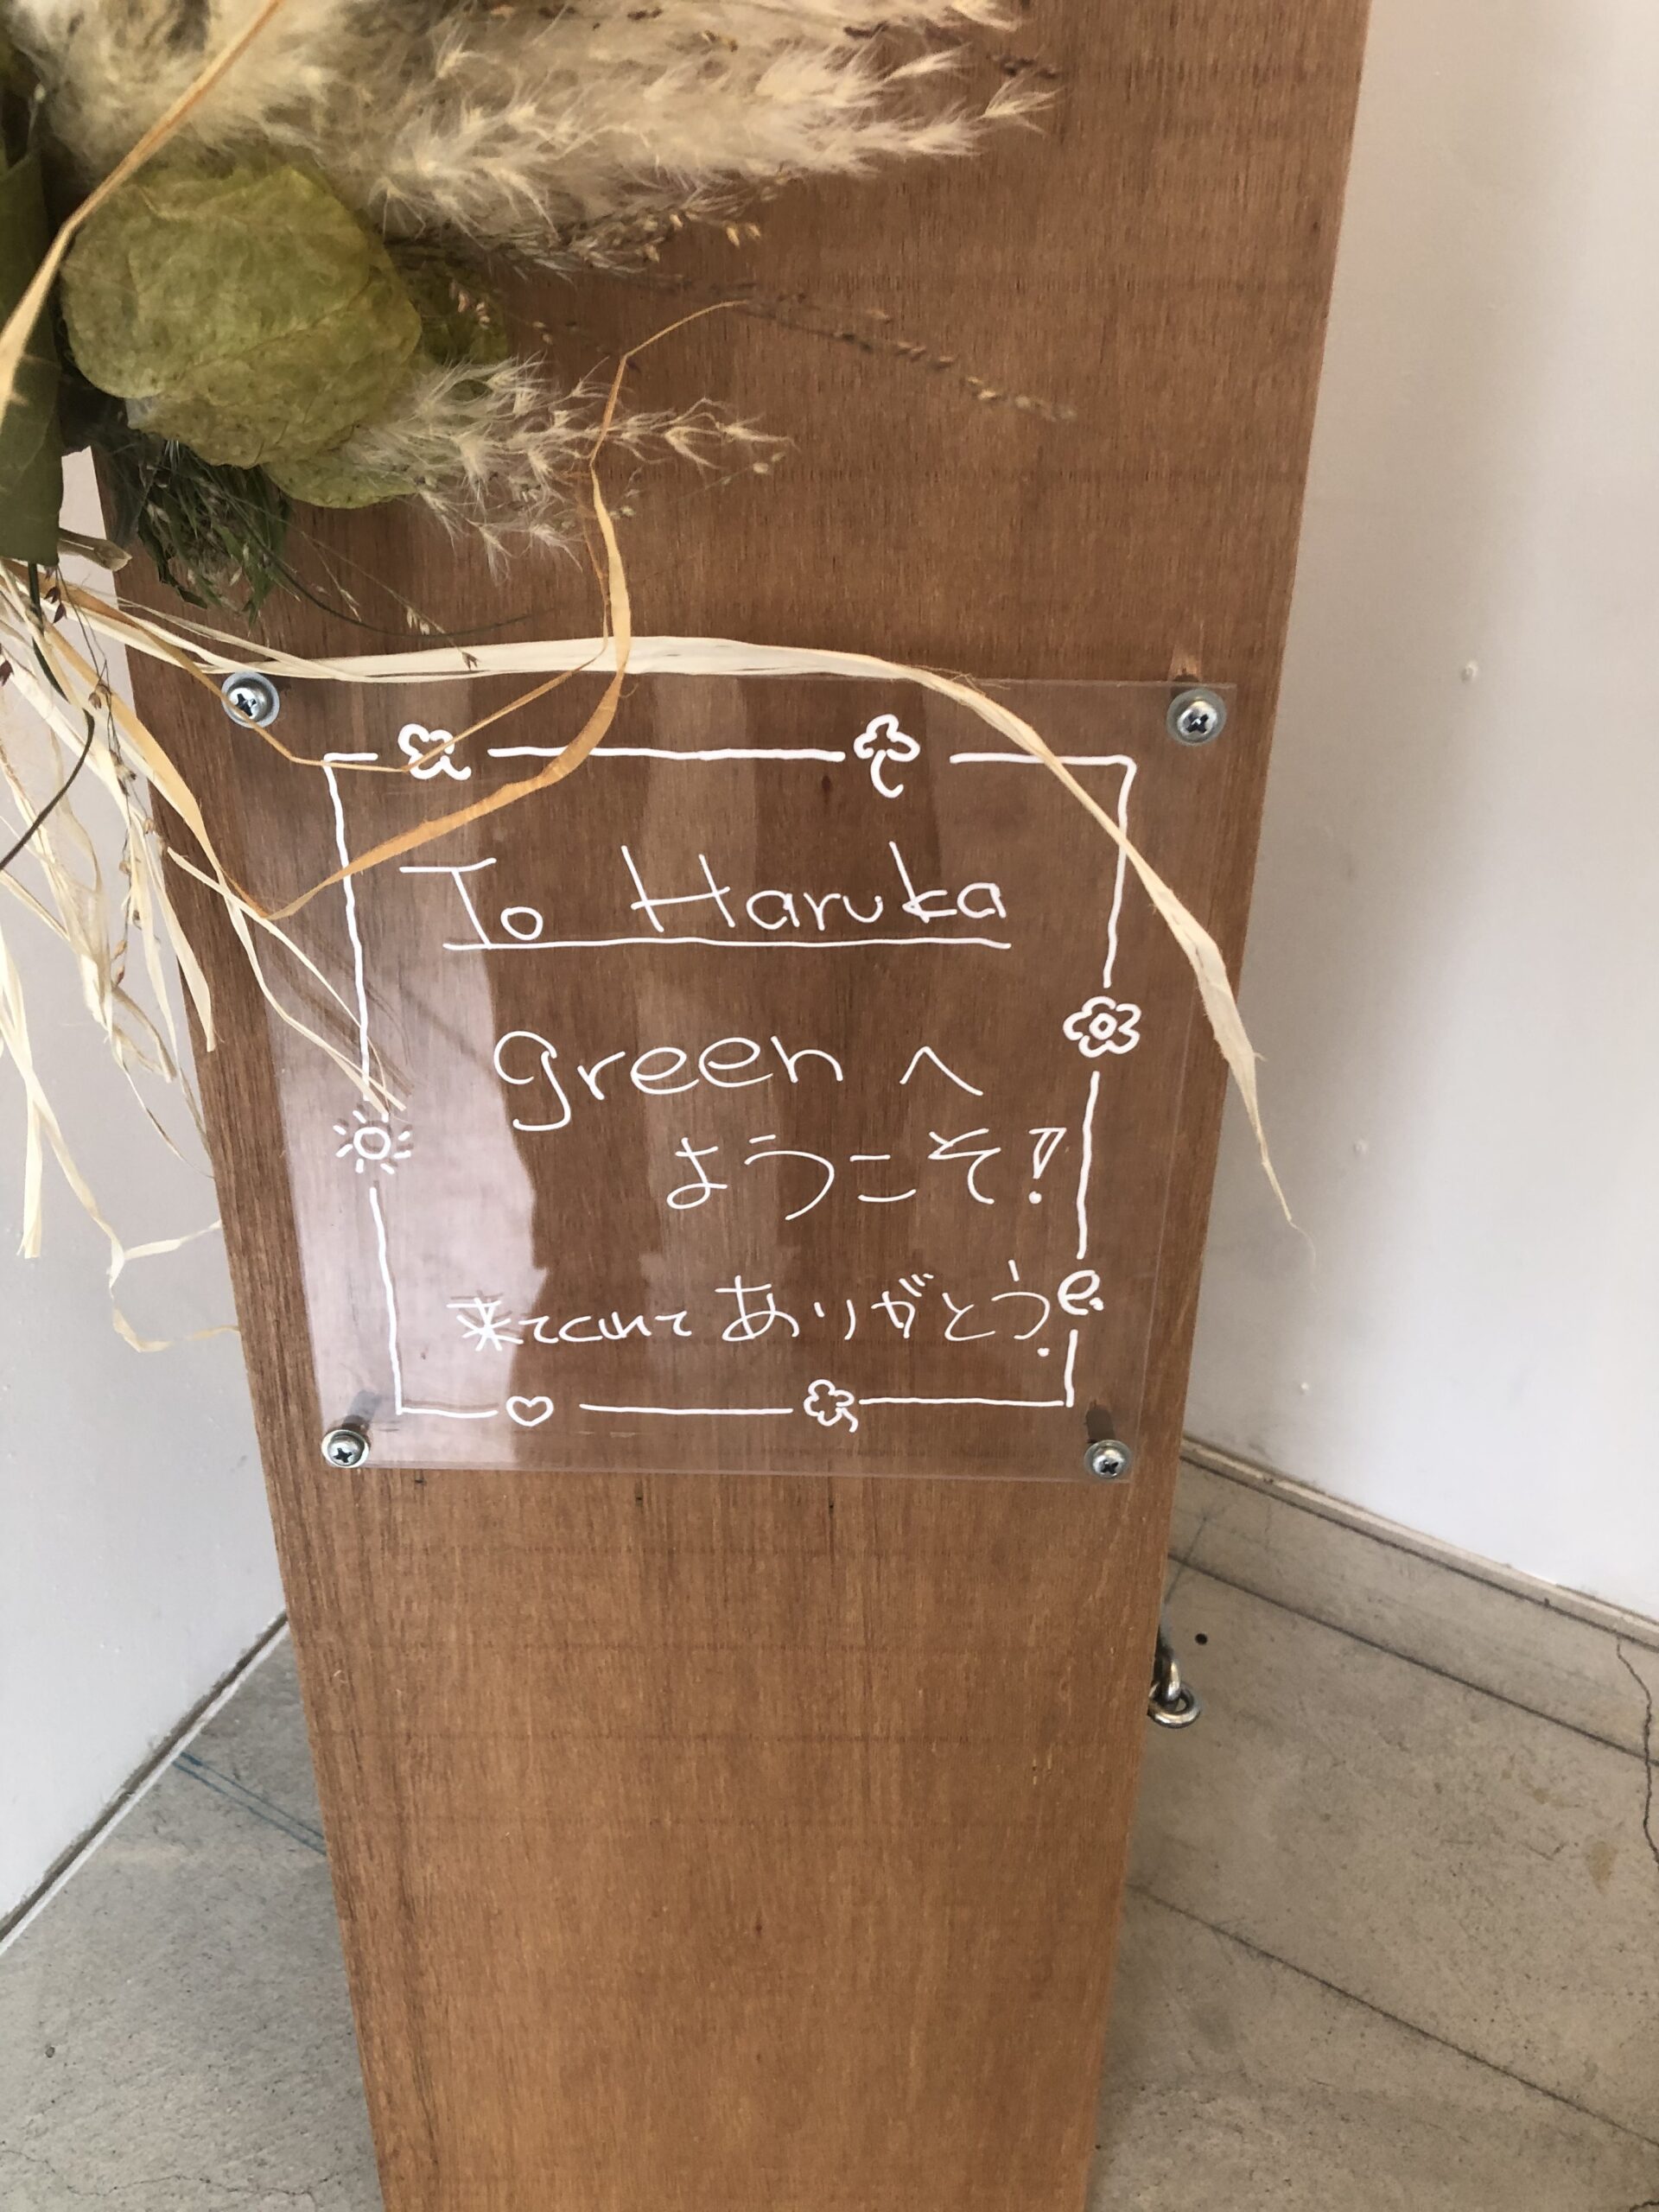 To Haruka
green へ
ようこそ!
来てくれて ありがとう